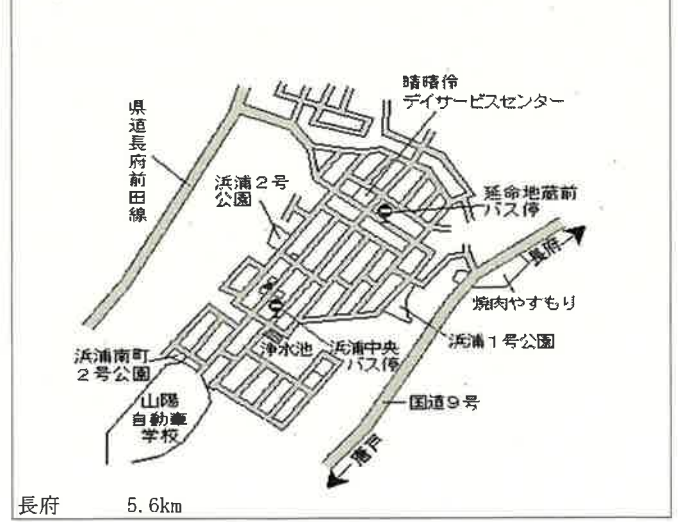 晴晴伶
デイサービスセンター
県道長府前田線
浜浦２号
公園
延命地蔵前
バス停
長府
焼肉やすもり
浜浦１号公園
浄水池
浜浦中央
バス停
浜浦南町
２号公園
山陽
自動車
学校
国道９号
唐戸
長府 5.6km